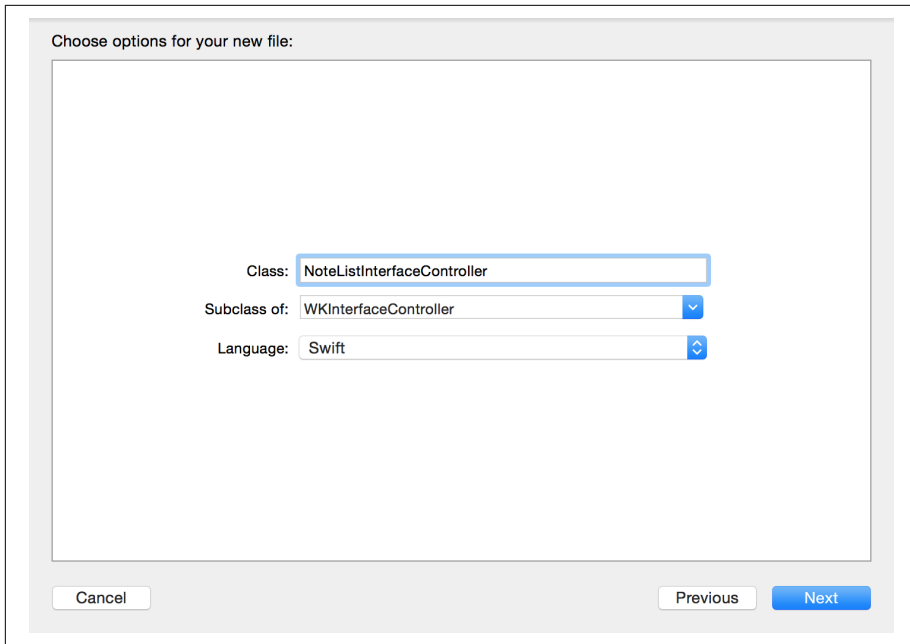 Choose options for your new file:
Class: NoteListInterfaceController
Subclass of: WKInterfaceController
Language: Swift
Cancel Previous Next